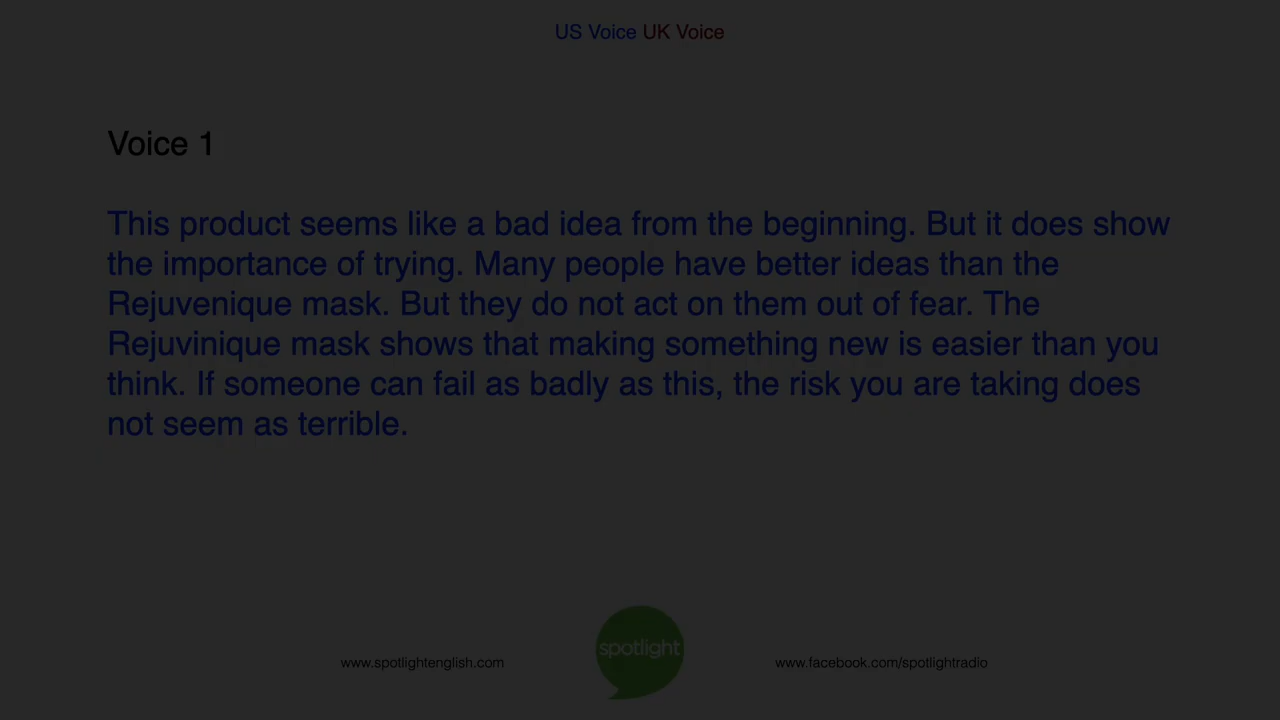 US Voice UK Voice
Voice 1
This product seems like a bad idea from the beginning. But it does show
the importance of trying. Many people have better ideas than the
Rejuvenique mask. But they do not act on them out of fear. The
Rejuvinique mask shows that making something new is easier than you
think. If someone can fail as badly as this, the risk you are taking does
not seem as terrible.
spotlight
www.spotlightenglish.com
www.facebook.com/spotlightradio